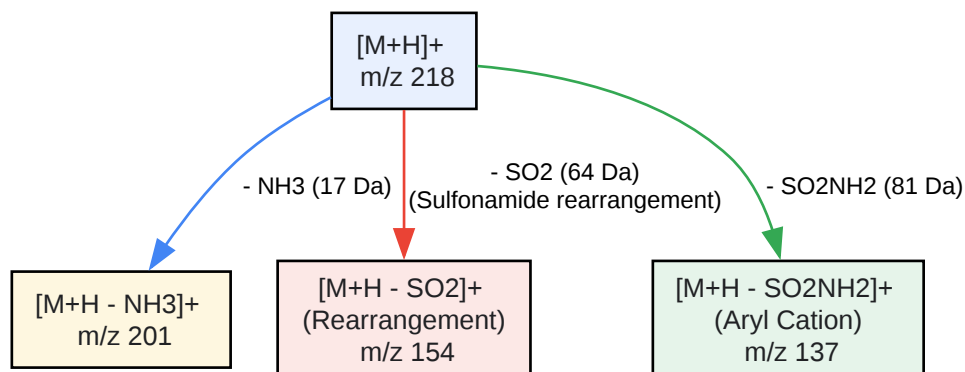 [M+H]+
m/z 218
- NH3 (17 Da)
- SO2 (64 Da)
(Sulfonamide rearrangement)
- SO2NH2 (81 Da)
[M+H - NH3]+
m/z 201
[M+H - SO2]+
(Rearrangement)
m/z 154
[M+H - SO2NH2]+
(Aryl Cation)
m/z 137